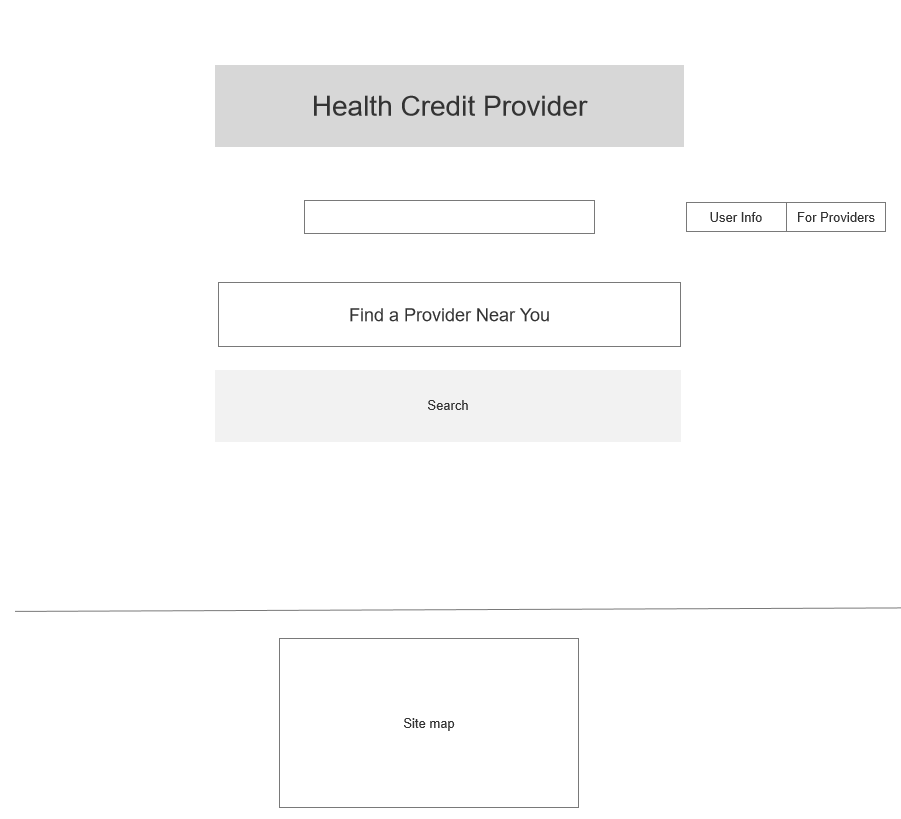 Health Credit Provider
User Info
For Providers
Find a Provider Near You
Search
Site map